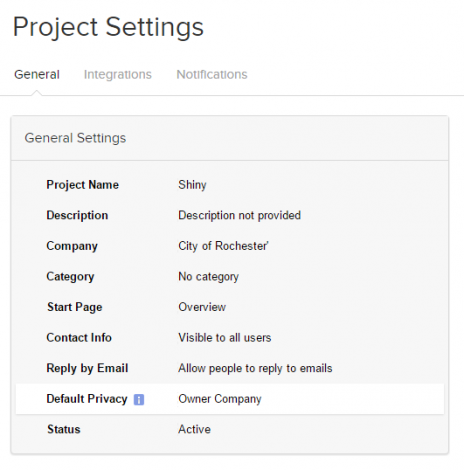 Project Settings
General Integrations Notifications
General Settings
Project Name Shiny
Description Description not provided
Company City of Rochester'
Category No category
Start Page Overview
Contact Info Visible to all users
Reply by Email Allow people to reply to emails
Default Privacy i Owner Company
Status Active